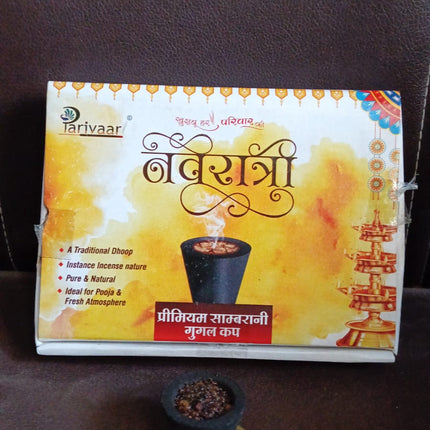 Parivaar ©
खुशबू हर परिवार की
नवरात्री
A Traditional Dhoop
Instance Incense nature
Pure & Natural
Ideal for Pooja &
Fresh Atmosphere
प्रीमियम साम्बरानी
गुगल कप